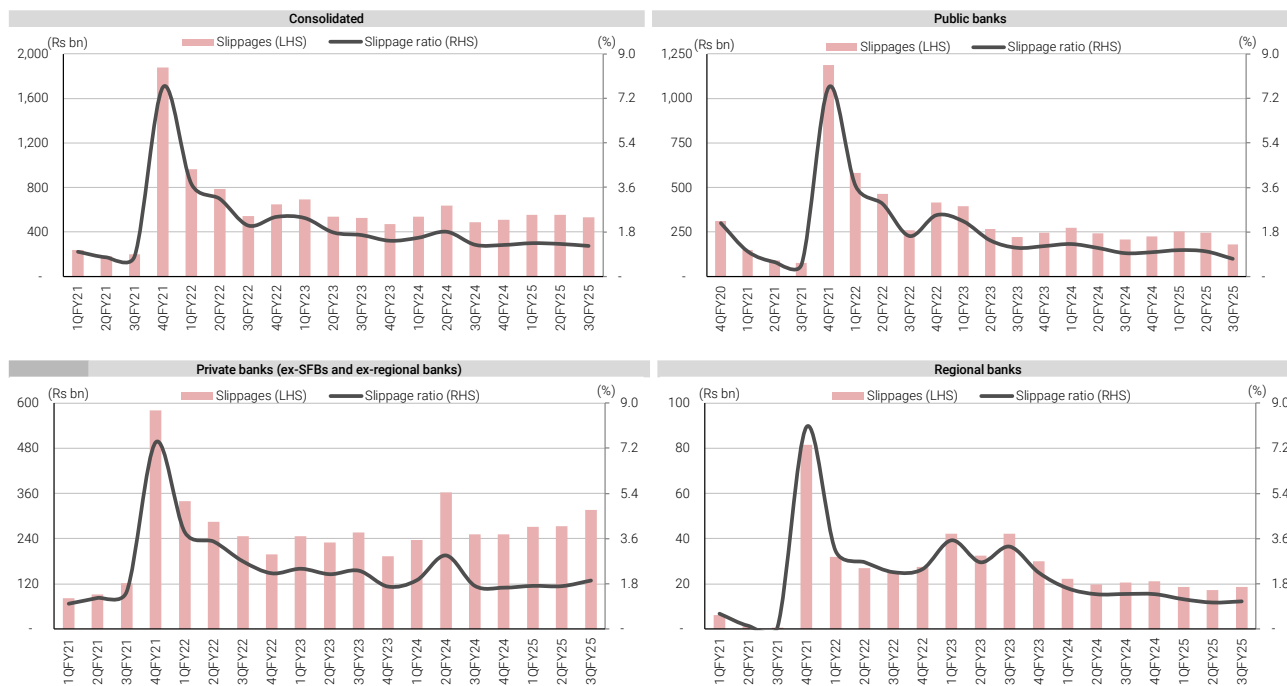 Consolidated
(Rs bn) Slippages (LHS) Slippage ratio (RHS) (%)
2,000 9.0
1,600 7.2
1,200 5.4
800 3.6
400 1.8
- -
1QFY21 2QFY21 3QFY21 4QFY21 1QFY22 2QFY22 3QFY22 4QFY22 1QFY23 2QFY23 3QFY23 4QFY23 1QFY24 2QFY24 3QFY24 4QFY24 1QFY25 2QFY25 3QFY25
Public banks
(Rs bn) Slippages (LHS) Slippage ratio (RHS) (%)
1,250 9.0
1,000 7.2
750 5.4
500 3.6
250 1.8
- -
4QFY20 1QFY21 2QFY21 3QFY21 4QFY21 1QFY22 2QFY22 3QFY22 4QFY22 1QFY23 2QFY23 3QFY23 4QFY23 1QFY24 2QFY24 3QFY24 4QFY24 1QFY25 2QFY25 3QFY25
Private banks (ex-SFBs and ex-regional banks)
(Rs bn) Slippages (LHS) Slippage ratio (RHS) (%)
600 9.0
480 7.2
360 5.4
240 3.6
120 1.8
- -
1QFY21 2QFY21 3QFY21 4QFY21 1QFY22 2QFY22 3QFY22 4QFY22 1QFY23 2QFY23 3QFY23 4QFY23 1QFY24 2QFY24 3QFY24 4QFY24 1QFY25 2QFY25 3QFY25
Regional banks
(Rs bn) Slippages (LHS) Slippage ratio (RHS) (%)
100 9.0
80 7.2
60 5.4
40 3.6
20 1.8
- -
1QFY21 2QFY21 3QFY21 4QFY21 1QFY22 2QFY22 3QFY22 4QFY22 1QFY23 2QFY23 3QFY23 4QFY23 1QFY24 2QFY24 3QFY24 4QFY24 1QFY25 2QFY25 3QFY25